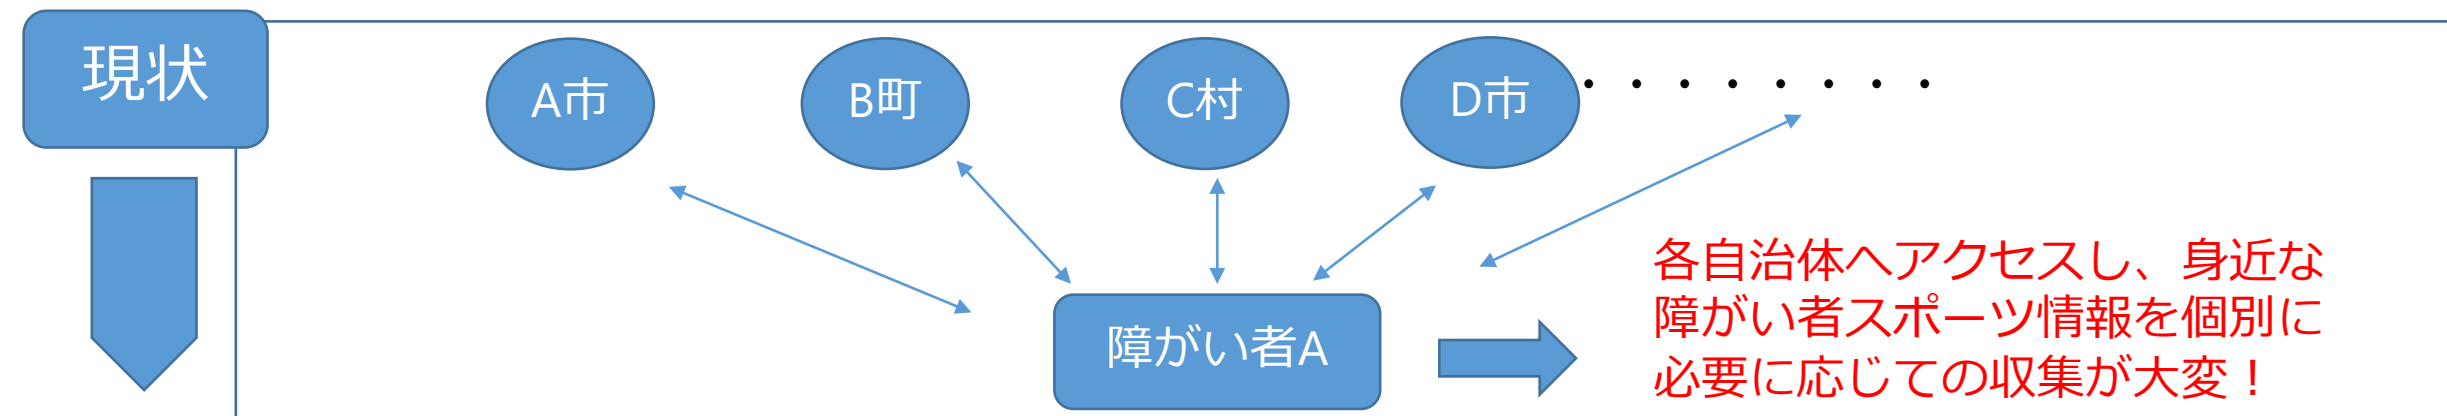 現状
A市
B町
C村
D市
・・・・・・・・
各自治体へアクセスし、身近な
障がい者スポーツ情報を個別に
必要に応じての収集が大変！
障がい者A